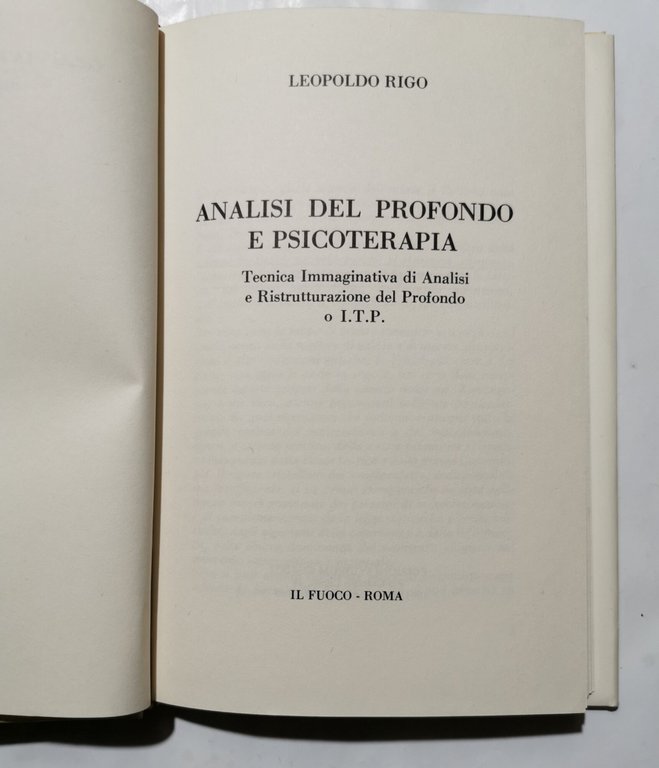 LEOPOLDO RIGO
ANALISI DEL PROFONDO
E PSICOTERAPIA
Tecnica Immaginativa di Analisi
e Ristrutturazione del Profondo
o I.T.P.
IL FUOCO - ROMA